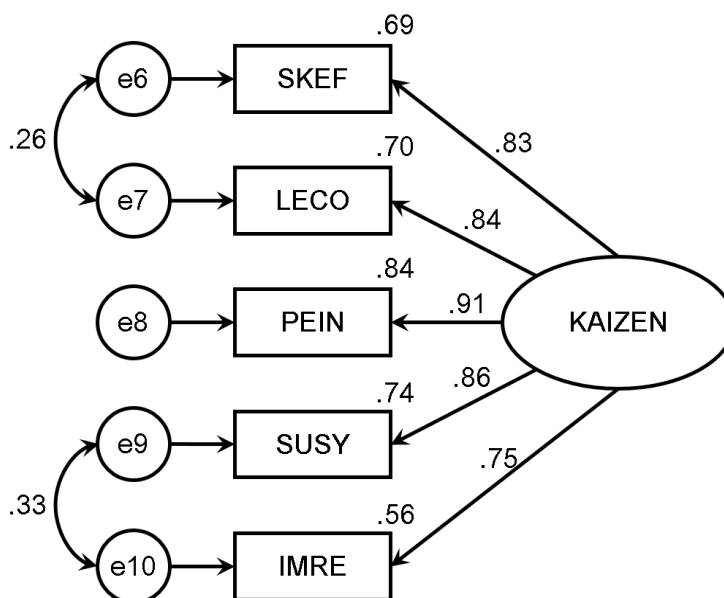 .69
e6
SKEF
.26
.83
.70
e7
LECO
.84
.84
e8
PEIN
.91
KAIZEN
.86
.74
e9
SUSY
.33
.75
.56
e10
IMRE